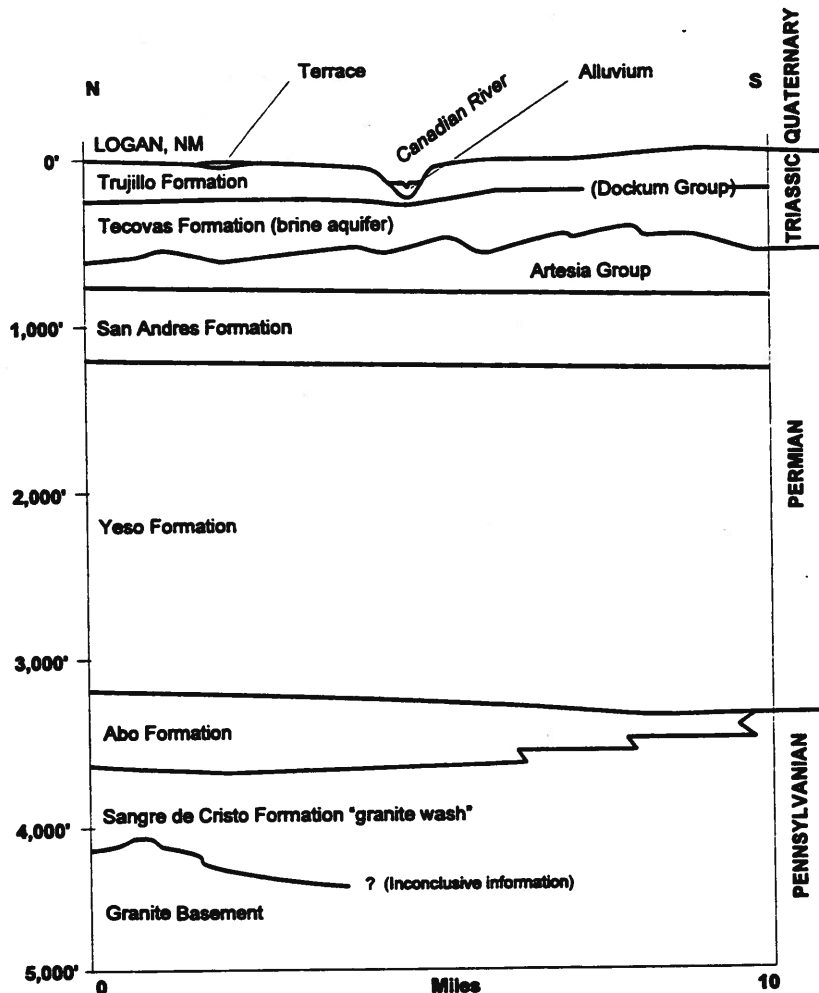 Terrace
Alluvium
N
Canadian River
S
LOGAN, NM
0'
Trujillo Formation
(Dockum Group)
Tecovas Formation (brine aquifer)
Artesia Group
1,000'
San Andres Formation
2,000'
Yeso Formation
3,000'
Abo Formation
Sangre de Cristo Formation "granite wash"
4,000'
? (Inconclusive information)
Granite Basement
5,000'
0
Miles
10
QUATERNARY
TRIASSIC
PERMIAN
PENNSYLVANIAN